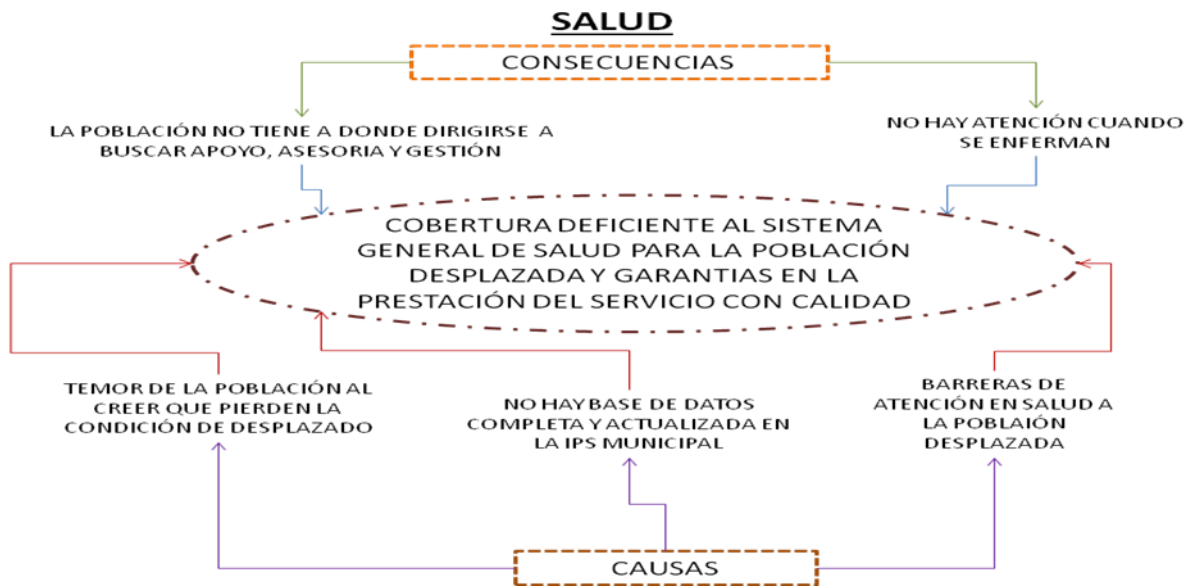 SALUD
CONSECUENCIAS
LA POBLACIÓN NO TIENE A DONDE DIRIGIRSE A
BUSCAR APOYO, ASESORIA Y GESTIÓN
NO HAY ATENCIÓN CUANDO
SE ENFERMAN
COBERTURA DEFICIENTE AL SISTEMA
GENERAL DE SALUD PARA LA POBLACIÓN
DESPLAZADA Y GARANTIAS EN LA
PRESTACIÓN DEL SERVICIO CON CALIDAD
TEMOR DE LA POBLACIÓN AL
CREER QUE PIERDEN LA
CONDICIÓN DE DESPLAZADO
NO HAY BASE DE DATOS
COMPLETA Y ACTUALIZADA EN
LA IPS MUNICIPAL
BARRERAS DE
ATENCIÓN EN SALUD A
LA POBLAIÓN
DESPLAZADA
CAUSAS